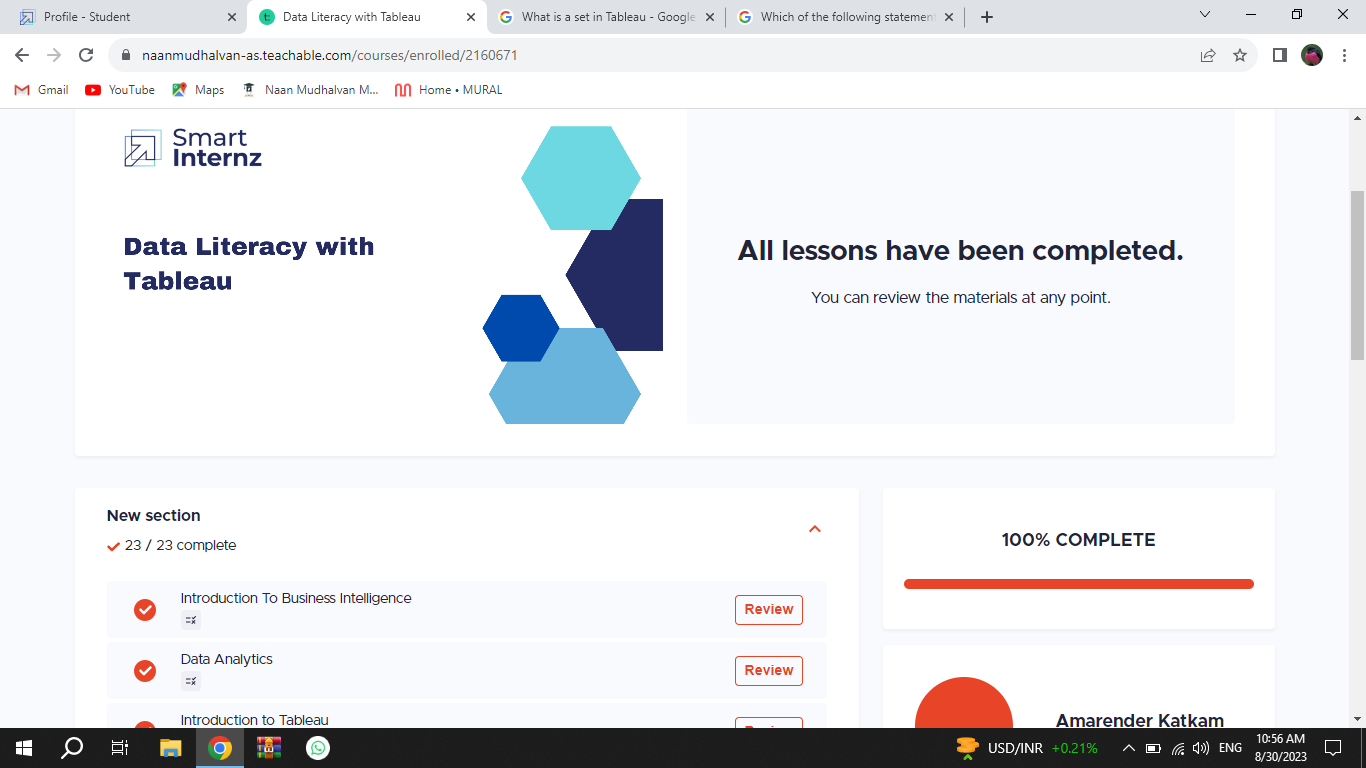 Profile - Student
Data Literacy with Tableau
What is a set in Tableau - Google
Which of the following statement
naanmudhalvan-as.teachable.com/courses/enrolled/2160671
Gmail
YouTube
Maps
Naan Mudhalvan M...
Home • MURAL
Smart
Internz
Data Literacy with
Tableau
All lessons have been completed.
You can review the materials at any point.
New section
23 / 23 complete
Introduction To Business Intelligence
Review
Data Analytics
Review
Introduction to Tableau
100% COMPLETE
Amarender Katkam
USD/INR +0.21%
ENG
10:56 AM
8/30/2023